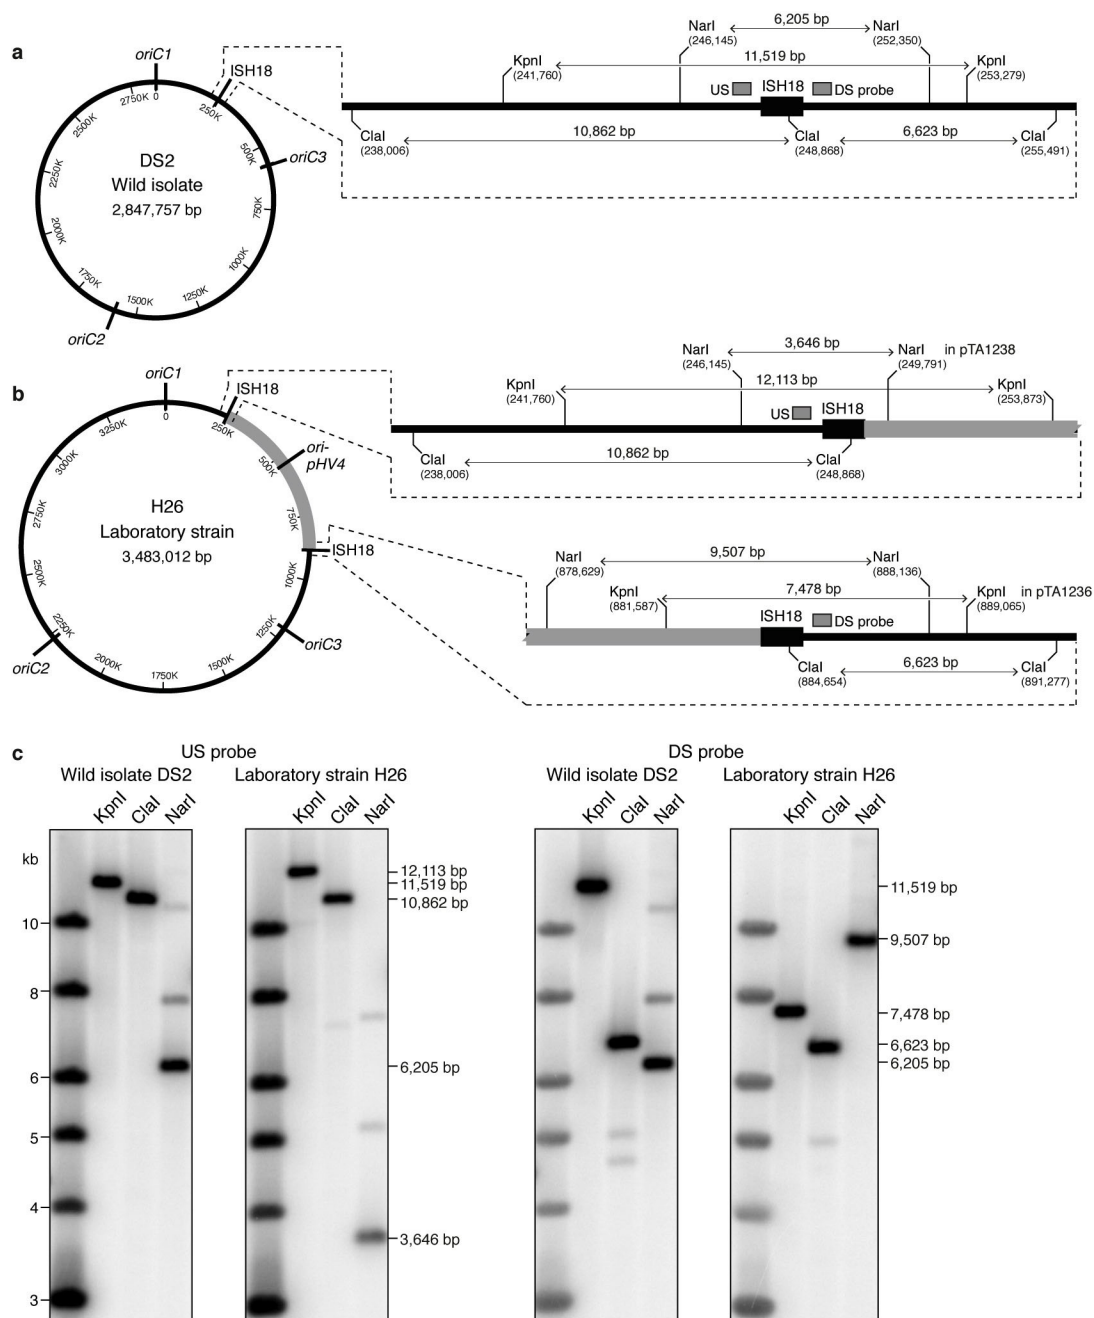 a
oriC1
ISH18
0
250K
500K
oriC3
750K
1000K
1250K
1500K
oriC2
1750K
2000K
2250K
2500K
2750K
DS2
Wild isolate
2,847,757 bp
6,205 bp
NarI
(246,145)
NarI
(252,350)
11,519 bp
KpnI
(241,760)
KpnI
(253,279)
US
ISH18
DS probe
ClaI
(238,006)
10,862 bp
ClaI
(248,868)
6,623 bp
ClaI
(255,491)
b
oriC1
ISH18
0
250K
ori-
pHV4
500K
750K
ISH18
1000K
1250K
oriC3
1500K
1750K
2000K
oriC2
2250K
2500K
2750K
3000K
3250K
H26
Laboratory strain
3,483,012 bp
3,646 bp
NarI
(246,145)
NarI in pTA1238
(249,791)
12,113 bp
KpnI
(241,760)
KpnI
(253,873)
US
ISH18
ClaI
(238,006)
10,862 bp
ClaI
(248,868)
9,507 bp
NarI
(878,629)
NarI
(888,136)
7,478 bp
KpnI
(881,587)
KpnI in pTA1236
(889,065)
ISH18
DS probe
ClaI
(884,654)
6,623 bp
ClaI
(891,277)
c
US probe
Wild isolate DS2 Laboratory strain H26
KpnI ClaI NarI KpnI ClaI NarI
DS probe
Wild isolate DS2 Laboratory strain H26
KpnI ClaI NarI KpnI ClaI NarI
kb
10
8
6
5
4
3
12,113 bp
11,519 bp
10,862 bp
6,205 bp
3,646 bp
11,519 bp
9,507 bp
7,478 bp
6,623 bp
6,205 bp